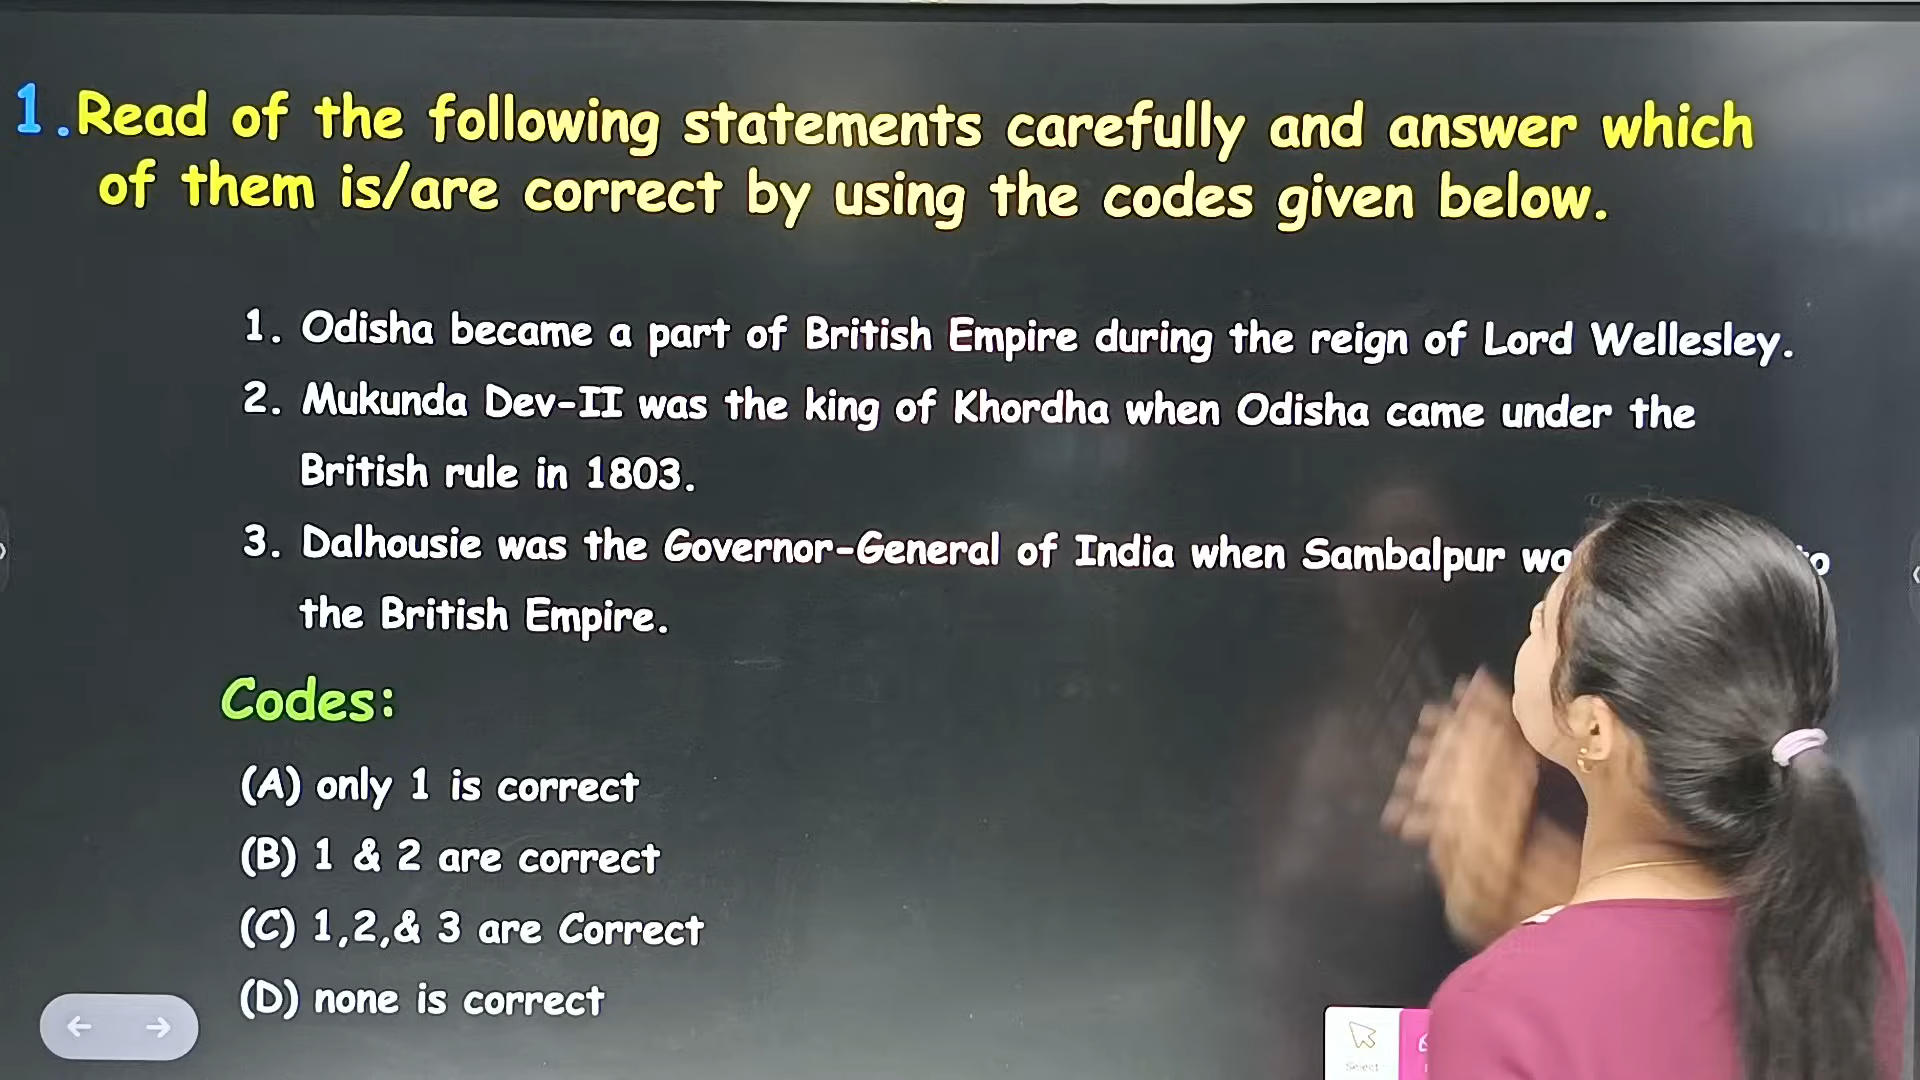 1.Read of the following statements carefully and answer which
of them is/are correct by using the codes given below.
1. Odisha became a part of British Empire during the reign of Lord Wellesley.
2. Mukunda Dev-II was the king of Khordha when Odisha came under the
British rule in 1803.
3. Dalhousie was the Governor-General of India when Sambalpur
the British Empire.
Codes:
(A) only 1 is correct
(B) 1 & 2 are correct
(C) 1,2,& 3 are Correct
(D) none is correct
Select